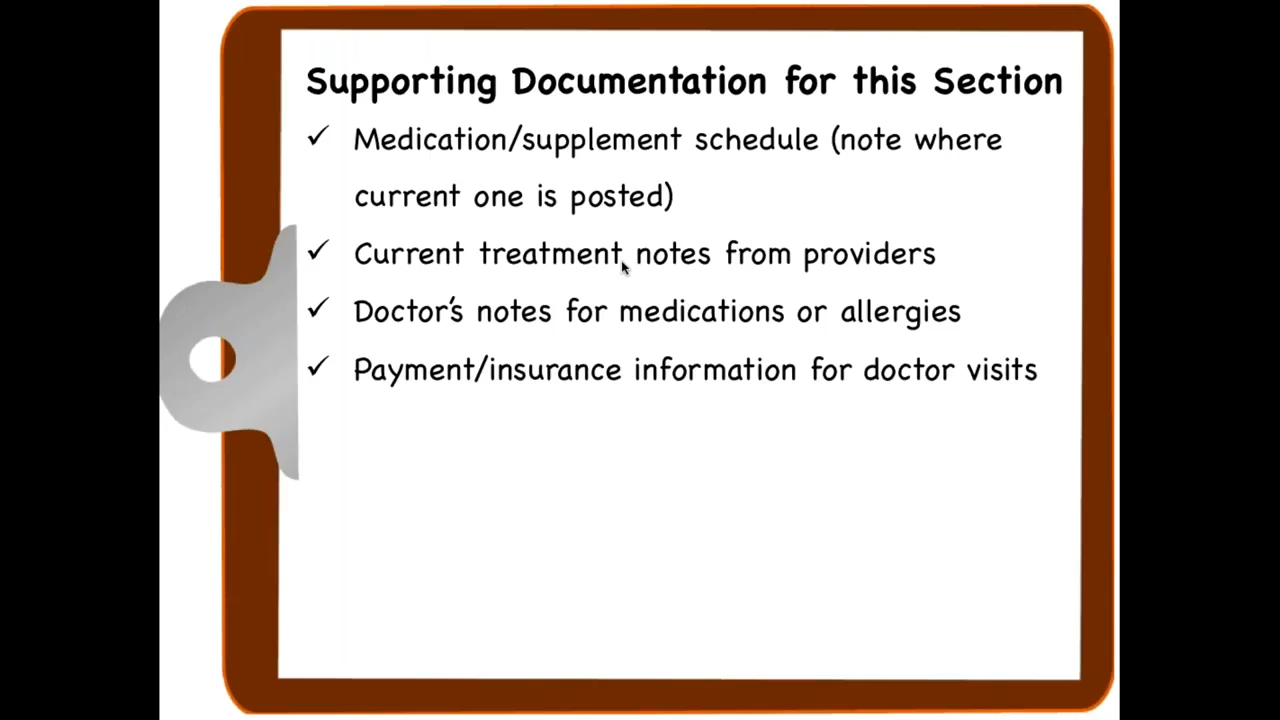 Supporting Documentation for this Section
✓ Medication/supplement schedule (note where
current one is posted)
✓ Current treatment notes from providers
✓ Doctor's notes for medications or allergies
✓ Payment/insurance information for doctor visits